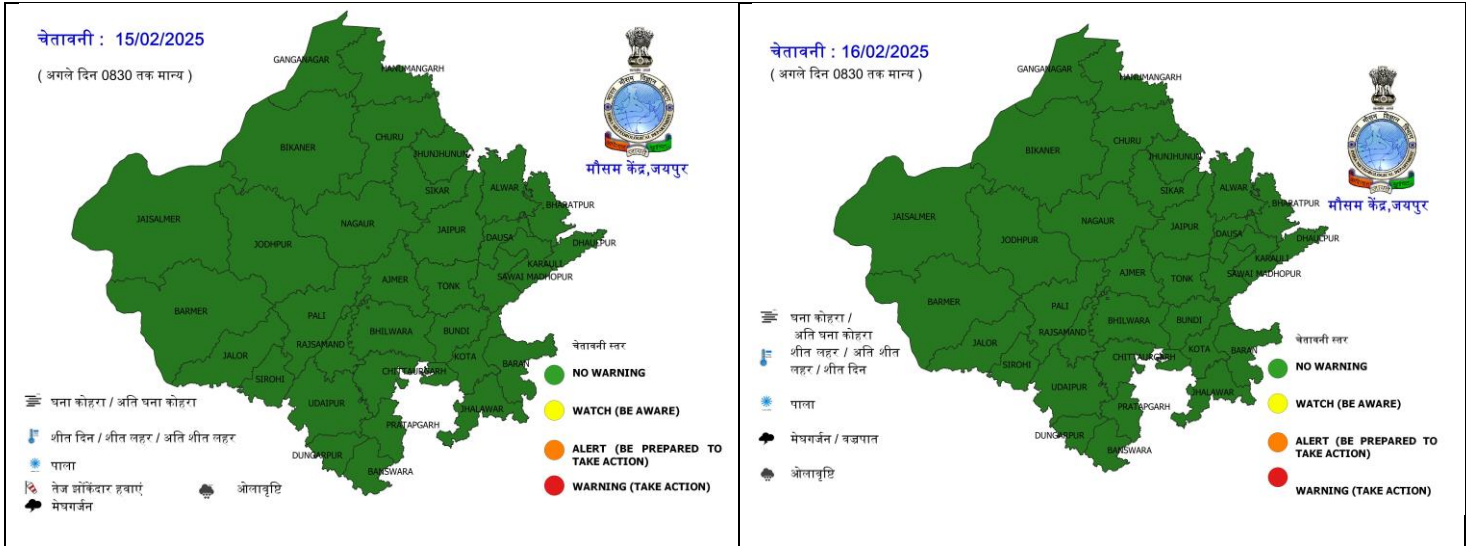 चेतावनी : 15/02/2025
( अगले दिन 0830 तक मान्य )
मौसम केंद्र,जयपुर
GANGANAGAR
HANUMANGARH
CHURU
BIKANER
JHUNJHUNUN
SIKAR
ALWAR
BHARATPUR
JAISALMER
NAGAUR
JODHPUR
JAIPUR
DAUSA
DHAULPUR
KARAULI
SAWAI MADHOPUR
AJMER
TONK
BARMER
PALI
BHILWARA
BUNDI
RAJSAMAND
JALOR
KOTA
BARAN
SIROHI
CHITTAURGARH
UDAIPUR
JHALAWAR
PRATAPGARH
DUNGARPUR
BANSWARA
घना कोहरा / अति घना कोहरा
शीत दिन / शीत लहर / अति शीत लहर
पाला
तेज झोंकेंदार हवाएं
ओलावृष्टि
मेघगर्जन
चेतावनी स्तर
NO WARNING
WATCH (BE AWARE)
ALERT (BE PREPARED TO
TAKE ACTION)
WARNING (TAKE ACTION)
चेतावनी : 16/02/2025
( अगले दिन 0830 तक मान्य )
मौसम केंद्र,जयपुर
GANGANAGAR
HANUMANGARH
CHURU
BIKANER
JHUNJHUNUN
SIKAR
ALWAR
BHARATPUR
JAISALMER
NAGAUR
JODHPUR
JAIPUR
DAUSA
DHAULPUR
KARAULI
SAWAI MADHOPUR
AJMER
TONK
BARMER
PALI
BHILWARA
BUNDI
RAJSAMAND
JALOR
KOTA
BARAN
SIROHI
CHITTAURGARH
UDAIPUR
JHALAWAR
PRATAPGARH
DUNGARPUR
BANSWARA
घना कोहरा /
अति घना कोहरा
शीत लहर / अति शीत
लहर / शीत दिन
पाला
मेघगर्जन / वज्रपात
ओलावृष्टि
चेतावनी स्तर
NO WARNING
WATCH (BE AWARE)
ALERT (BE PREPARED TO
TAKE ACTION)
WARNING (TAKE ACTION)